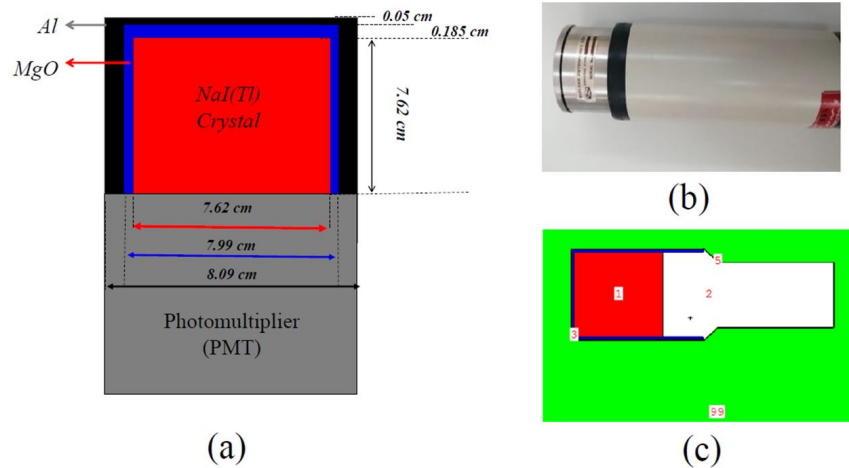 Al
0.05 cm
0.185 cm
MgO
NaI(Tl)
Crystal
7.62 cm
7.62 cm
7.99 cm
8.09 cm
Photomultiplier
(PMT)
(a)
(b)
5
1
2
3
99
(c)